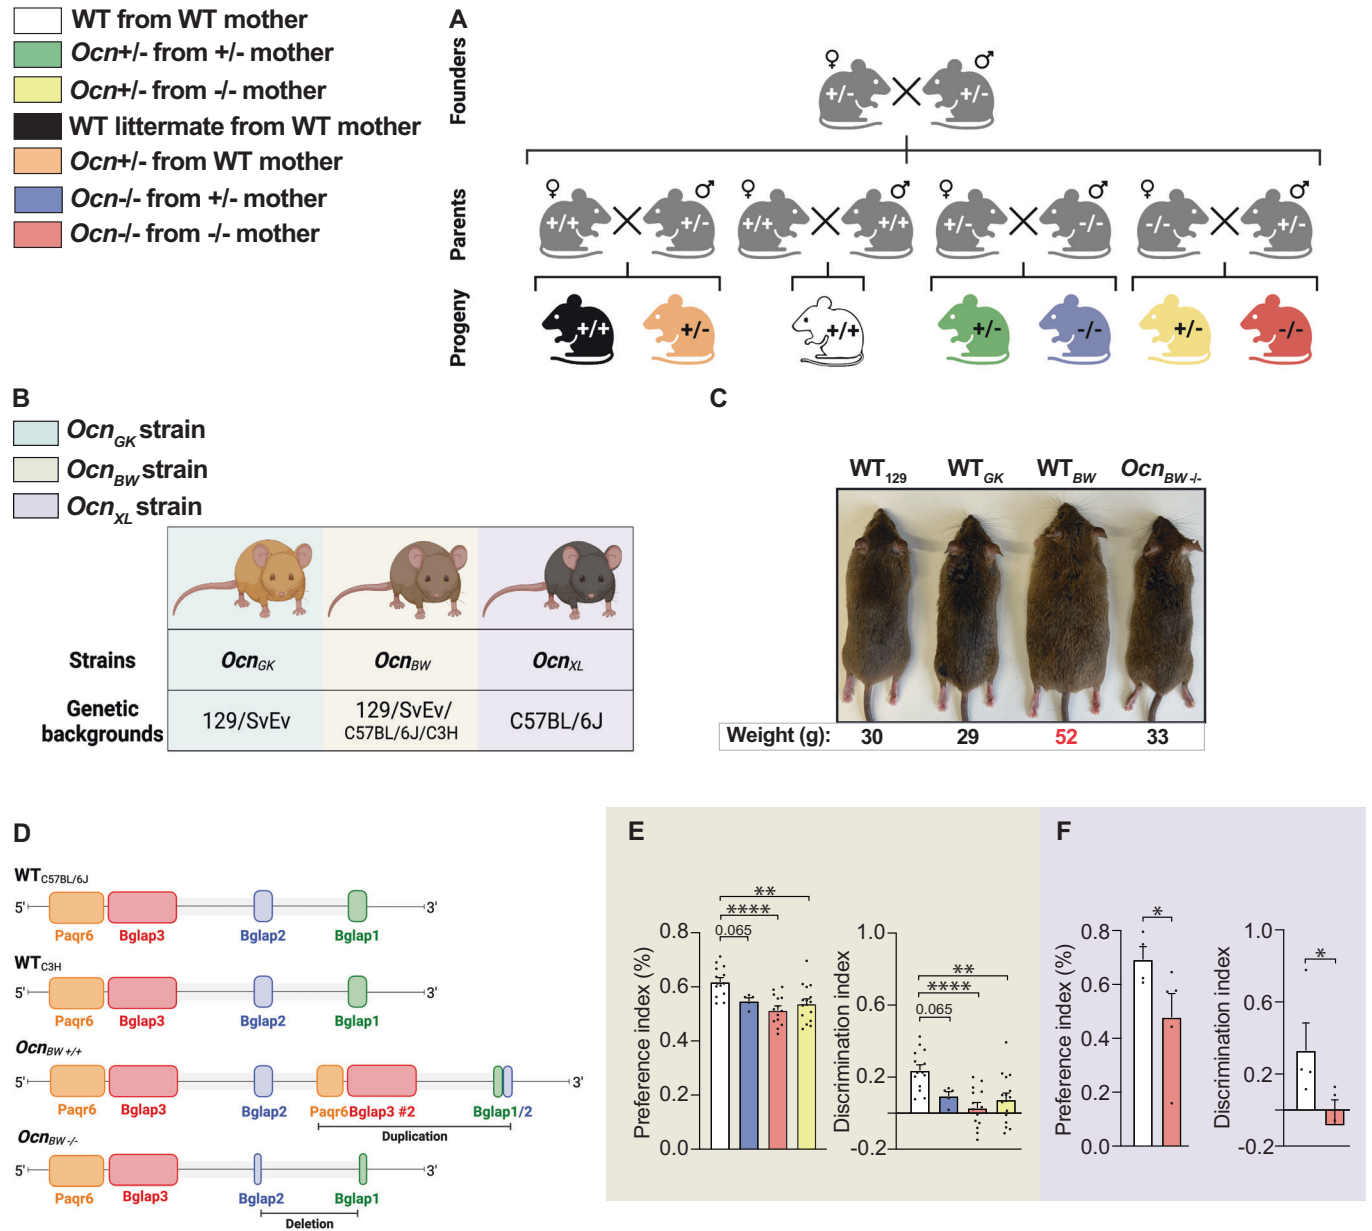 WT from WT mother
Ocn+/- from +/- mother
Ocn+/- from -/- mother
WT littermate from WT mother
Ocn+/- from WT mother
Ocn-/- from +/- mother
Ocn-/- from -/- mother
A
Founders
♀ ♂
+/- +/-
Parents
♀ ♂ ♀ ♂ ♀ ♂ ♀ ♂
+/+ +/- +/+ +/+ +/- -/- -/- +/-
Progeny
+/+ +/- +/+ +/- -/- +/- -/-
B
OcnGK strain
OcnBW strain
OcnXL strain
Strains OcnGK OcnBW OcnXL
Genetic backgrounds 129/SvEv 129/SvEv/ C57BL/6J/C3H C57BL/6J
C
WT129 WTGK WTBW OcnBW-/-
Weight (g): 30 29 52 33
D
WTC57BL/6J
5' 3'
Paqr6 Bglap3 Bglap2 Bglap1
WTC3H
5' 3'
Paqr6 Bglap3 Bglap2 Bglap1
OcnBW+/+
5' 3'
Paqr6 Bglap3 Bglap2 Paqr6 Bglap3 #2 Bglap1/2
Duplication
OcnBW-/-
5' 3'
Paqr6 Bglap3 Bglap2 Bglap1
Deletion
E
Preference index (%)
0.8
0.6
0.4
0.2
0.0
**
****
0.065
Discrimination index
1.0
0.6
0.2
-0.2
**
****
0.065
F
Preference index (%)
0.8
0.6
0.4
0.2
0.0
*
Discrimination index
1.0
0.6
0.2
-0.2
*